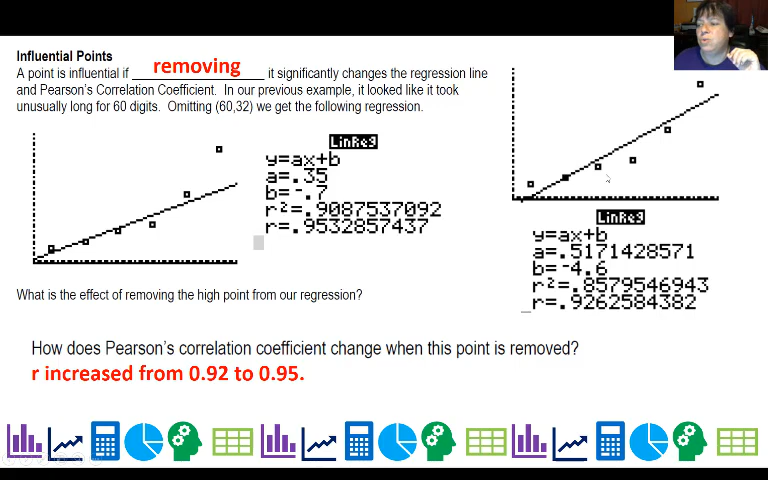 Influential Points
A point is influential if removing it significantly changes the regression line
and Pearson's Correlation Coefficient. In our previous example, it looked like it took
unusually long for 60 digits. Omitting (60,32) we get the following regression.
LinReg
y=ax+b
a=.35
b=-.7
r²=.9087537092
r=.9532857437
LinReg
y=ax+b
a=.5171428571
b=-4.6
r²=.8579546943
r=.9262584382
What is the effect of removing the high point from our regression?
How does Pearson's correlation coefficient change when this point is removed?
r increased from 0.92 to 0.95.